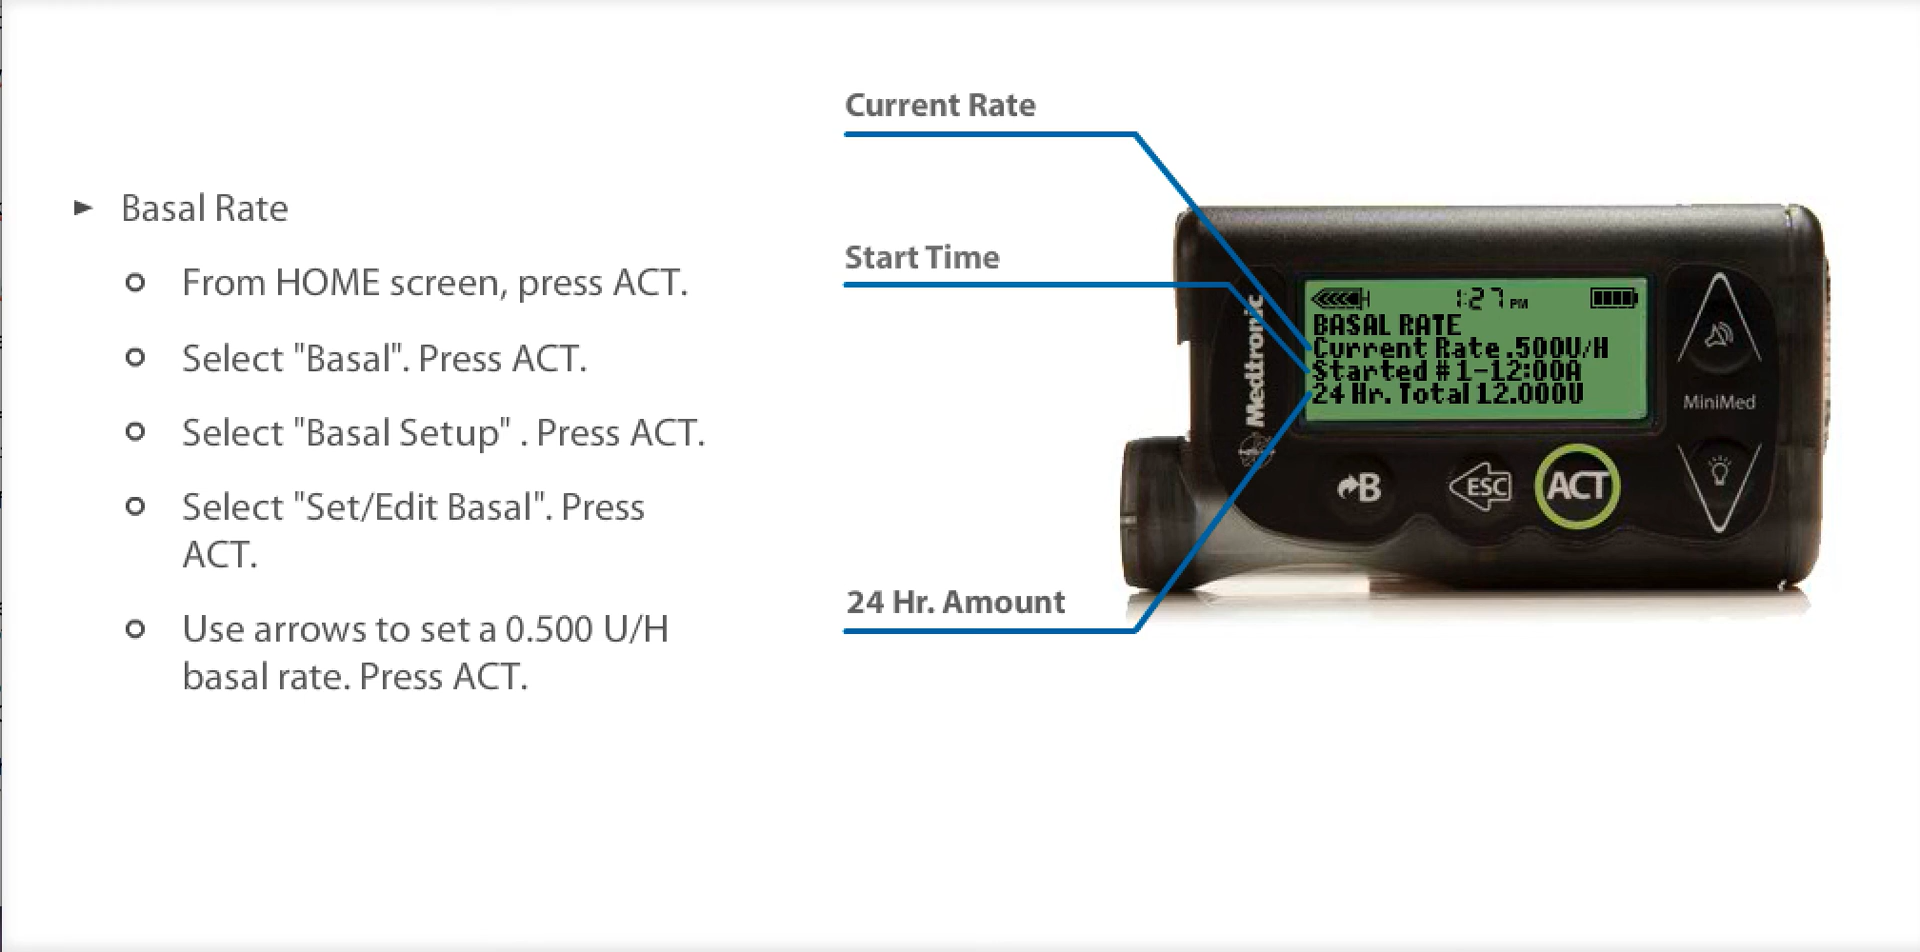 Current Rate
► Basal Rate
Start Time
o From HOME screen, press ACT.
o Select "Basal". Press ACT.
o Select "Basal Setup" . Press ACT.
o Select "Set/Edit Basal". Press
ACT.
o Use arrows to set a 0.500 U/H
basal rate. Press ACT.
24 Hr. Amount
Medtronic
1:27 PM
BASAL RATE
Current Rate .500U/H
Started #1-12:00A
24 Hr. Total 12.000U
MiniMed
B
ESC
ACT